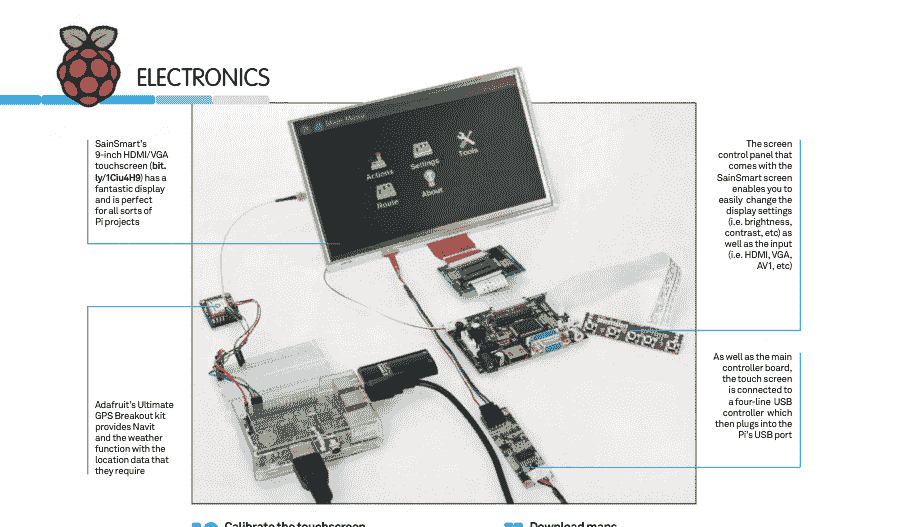 ELECTRONICS
SainSmart's
9-inch HDMI/VGA
touchscreen (bit.
ly/1Ciu4H9) has a
fantastic display
and is perfect
for all sorts of
Pi projects
Main Menu
Actions
Settings
Tools
Route
About
The screen
control panel that
comes with the
SainSmart screen
enables you to
easily change the
display settings
(i.e. brightness,
contrast, etc) as
well as the input
(i.e. HDMI, VGA,
AV1, etc)
Adafruit's Ultimate
GPS Breakout kit
provides Navit
and the weather
function with the
location data that
they require
As well as the main
controller board,
the touch screen
is connected to
a four-line USB
controller which
then plugs into the
Pi's USB port
Calibrate the touchscreen
Download maps